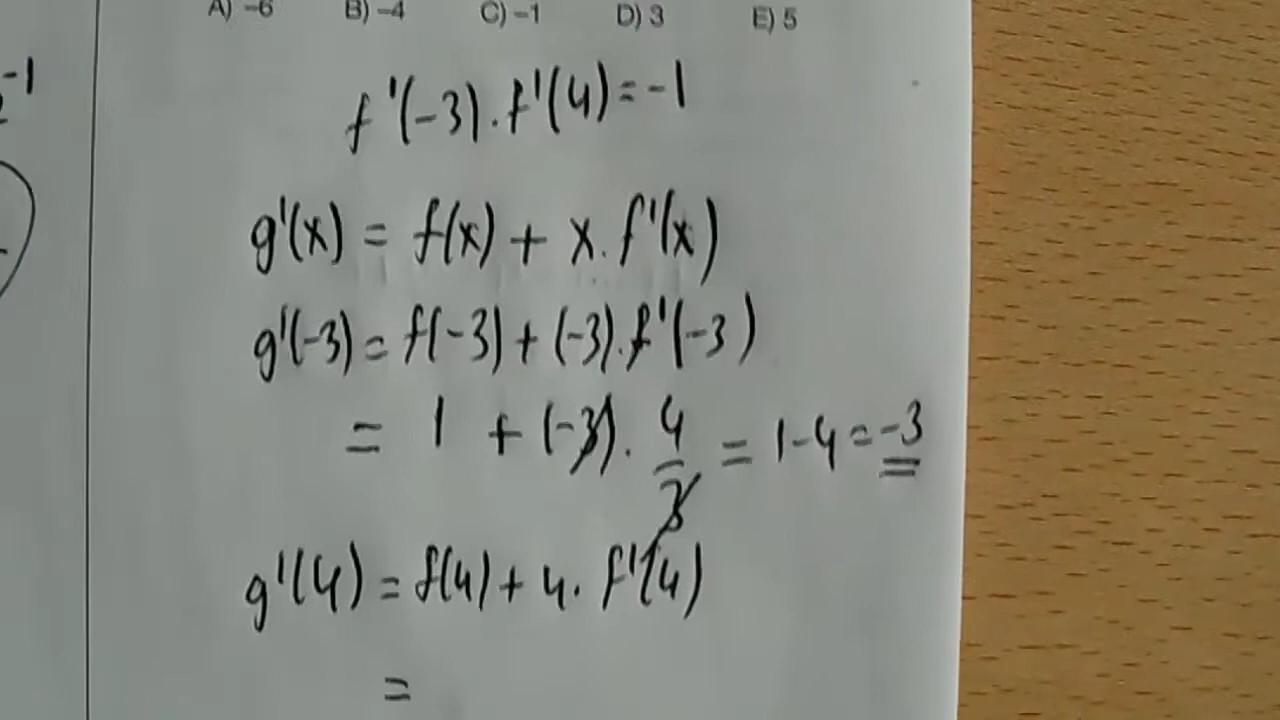 A) –6 B) –4 C) –1 D) 3 E) 5
-1
f'(-3).f'(4)=-1
g'(x) = f(x) + x.f'(x)
g'(-3) = f(-3) + (-3).f'(-3)
= 1 + (-3). 4/3 = 1-4 = -3
g'(4) = f(4) + 4. f'(4)
=